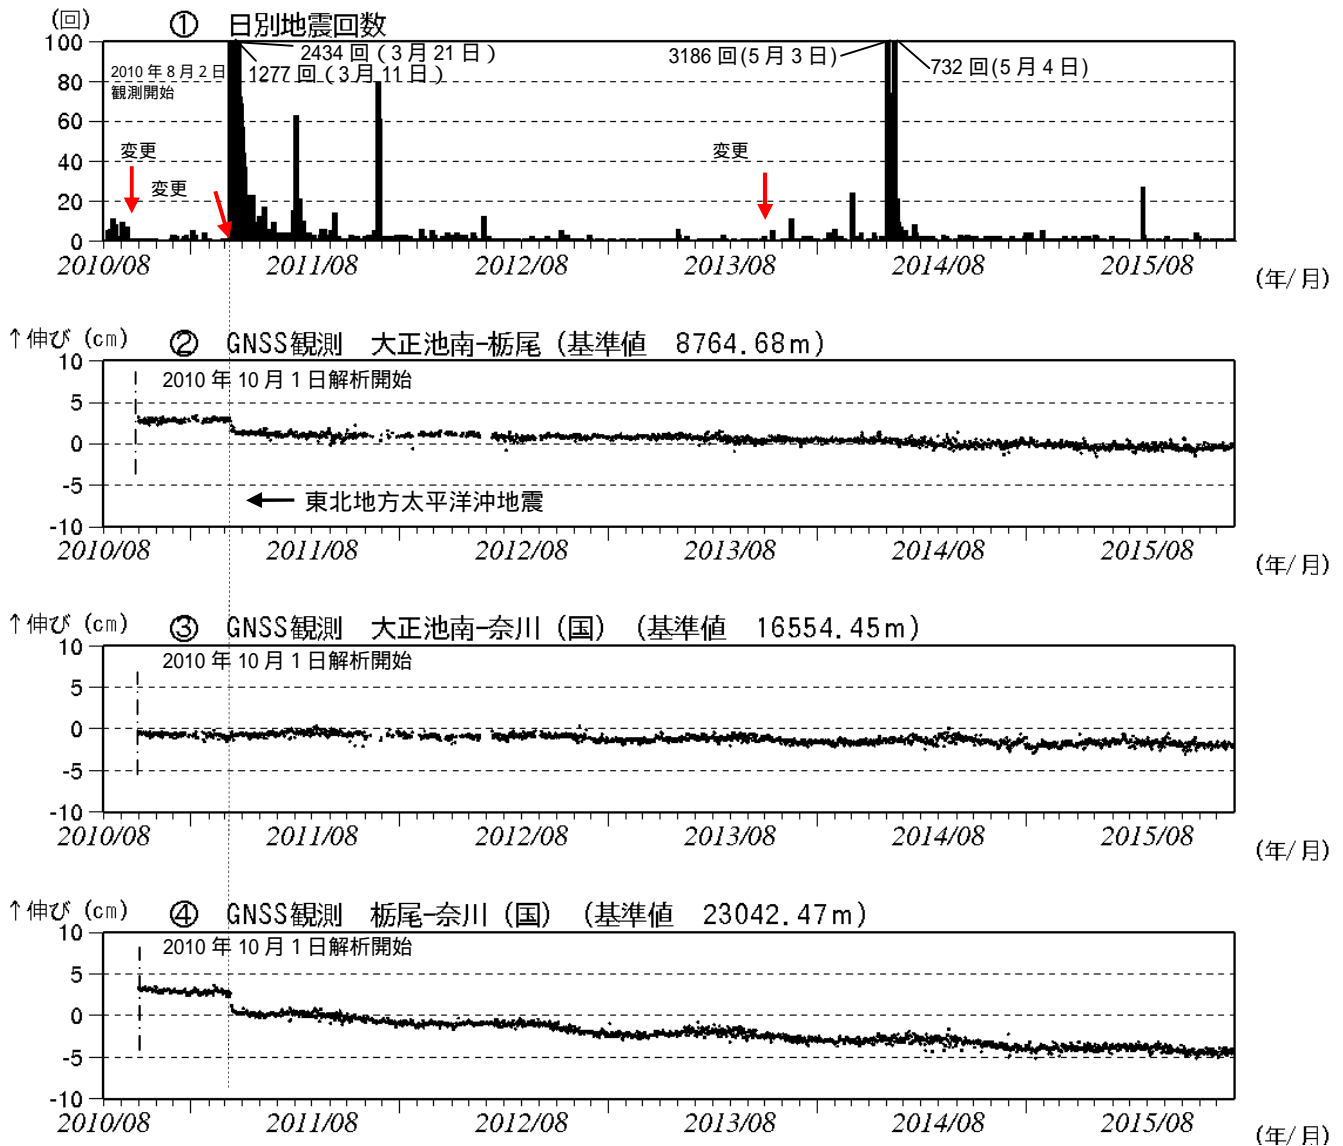 (回) ① 日別地震回数
100
2434 回 ( 3 月 21 日 )
3186 回(5 月 3 日)
732 回(5 月 4 日)
2010 年 8 月 2 日
観測開始
1277 回 ( 3 月 11 日 )
80
60
変更
変更
変更
40
20
0
2010/08 2011/08 2012/08 2013/08 2014/08 2015/08
(年/月)
↑伸び (cm) ② GNSS観測 大正池南-栃尾 (基準値 8764.68m)
10
2010 年 10 月 1 日解析開始
5
0
-5
東北地方太平洋沖地震
-10
2010/08 2011/08 2012/08 2013/08 2014/08 2015/08
(年/月)
↑伸び (cm) ③ GNSS観測 大正池南-奈川 (国) (基準値 16554.45m)
10
2010 年 10 月 1 日解析開始
5
0
-5
-10
2010/08 2011/08 2012/08 2013/08 2014/08 2015/08
(年/月)
↑伸び (cm) ④ GNSS観測 栃尾-奈川 (国) (基準値 23042.47m)
10
2010 年 10 月 1 日解析開始
5
0
-5
-10
2010/08 2011/08 2012/08 2013/08 2014/08 2015/08
(年/月)